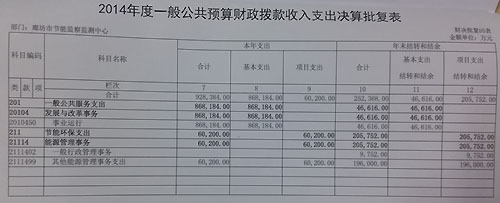 2014年度一般公共预算财政拨款收入支出决算批复表
部门：廊坊市节能监察监测中心
金额单位：万元
科目编码 科目名称 本年支出 年末结转和结余
合计 基本支出 项目支出 合计 基本支出结转和结余 项目支出结转和结余
类 款 项 栏次 7 8 9 10 11 12
合计 928,384.00 868,184.00 60,200.00 252,368.00 46,616.00 205,752.00
201 一般公共服务支出 868,184.00 868,184.00 46,616.00 46,616.00
20104 发展与改革事务 868,184.00 868,184.00 46,616.00 46,616.00
2010450 事业运行 868,184.00 868,184.00 46,616.00 46,616.00
211 节能环保支出 60,200.00 60,200.00 205,752.00 205,752.00
21114 能源管理事务 60,200.00 60,200.00 205,752.00 205,752.00
2111402 一般行政管理事务 9,752.00 9,752.00
2111499 其他能源管理事务支出 60,200.00 60,200.00 196,000.00 196,000.00